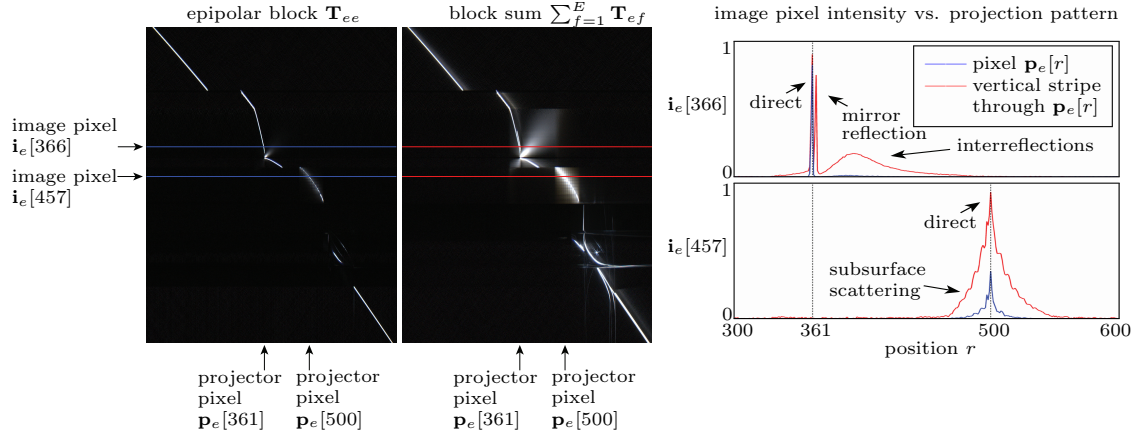 epipolar block T_ee
block sum ∑_{f=1}^{E} T_ef
image pixel intensity vs. projection pattern
image pixel
i_e[366]
image pixel
i_e[457]
projector
pixel
p_e[361]
projector
pixel
p_e[500]
projector
pixel
p_e[361]
projector
pixel
p_e[500]
1
i_e[366]
0
direct
mirror
reflection
interreflections
pixel p_e[r]
vertical stripe
through p_e[r]
1
i_e[457]
0
direct
subsurface
scattering
300 361 500 600
position r